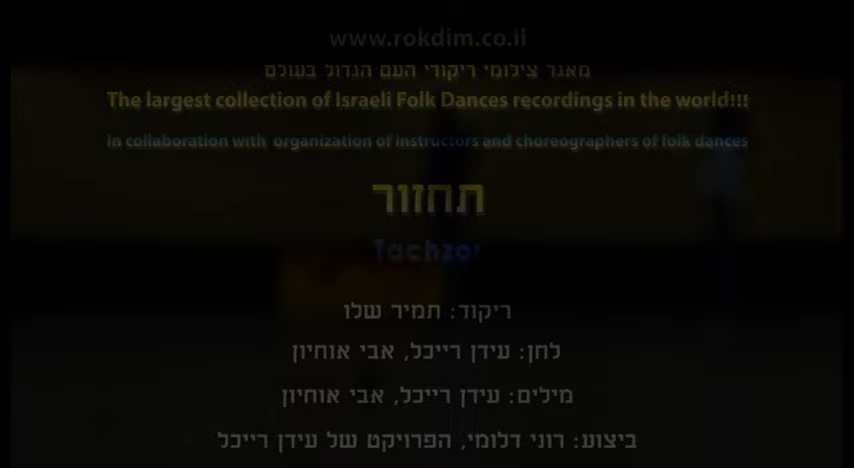 www.rokdim.co.il
מאגר צילומי ריקודי העם הגדול בעולם
The largest collection of Israeli Folk Dances recordings in the world!!!
In collaboration with organization of instructors and choreographers of folk dances
תחזור
Tachzor
ריקוד: תמיר שלו
לחן: עידן רייכל, אבי אוחיון
מילים: עידן רייכל, אבי אוחיון
ביצוע: רוני דלומי, הפרויקט של עידן רייכל